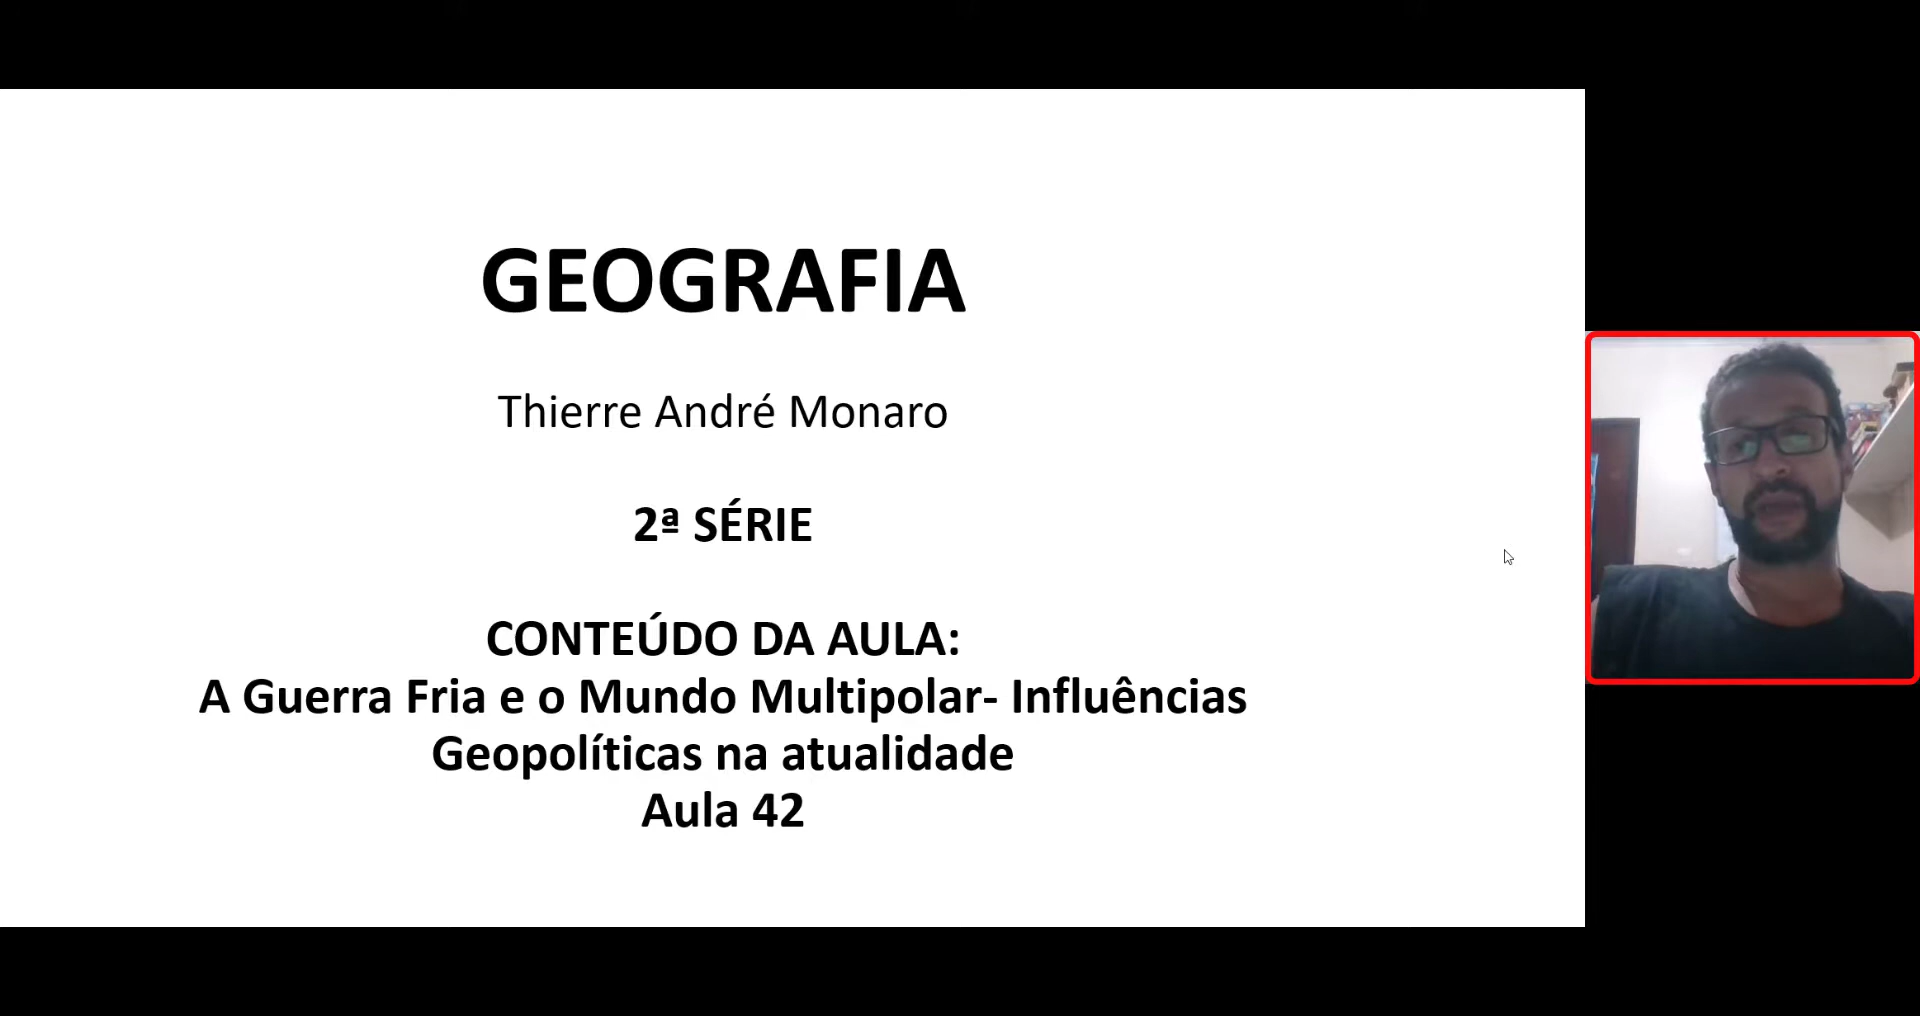 GEOGRAFIA
Thierre André Monaro
2ª SÉRIE
CONTEÚDO DA AULA:
A Guerra Fria e o Mundo Multipolar- Influências
Geopolíticas na atualidade
Aula 42